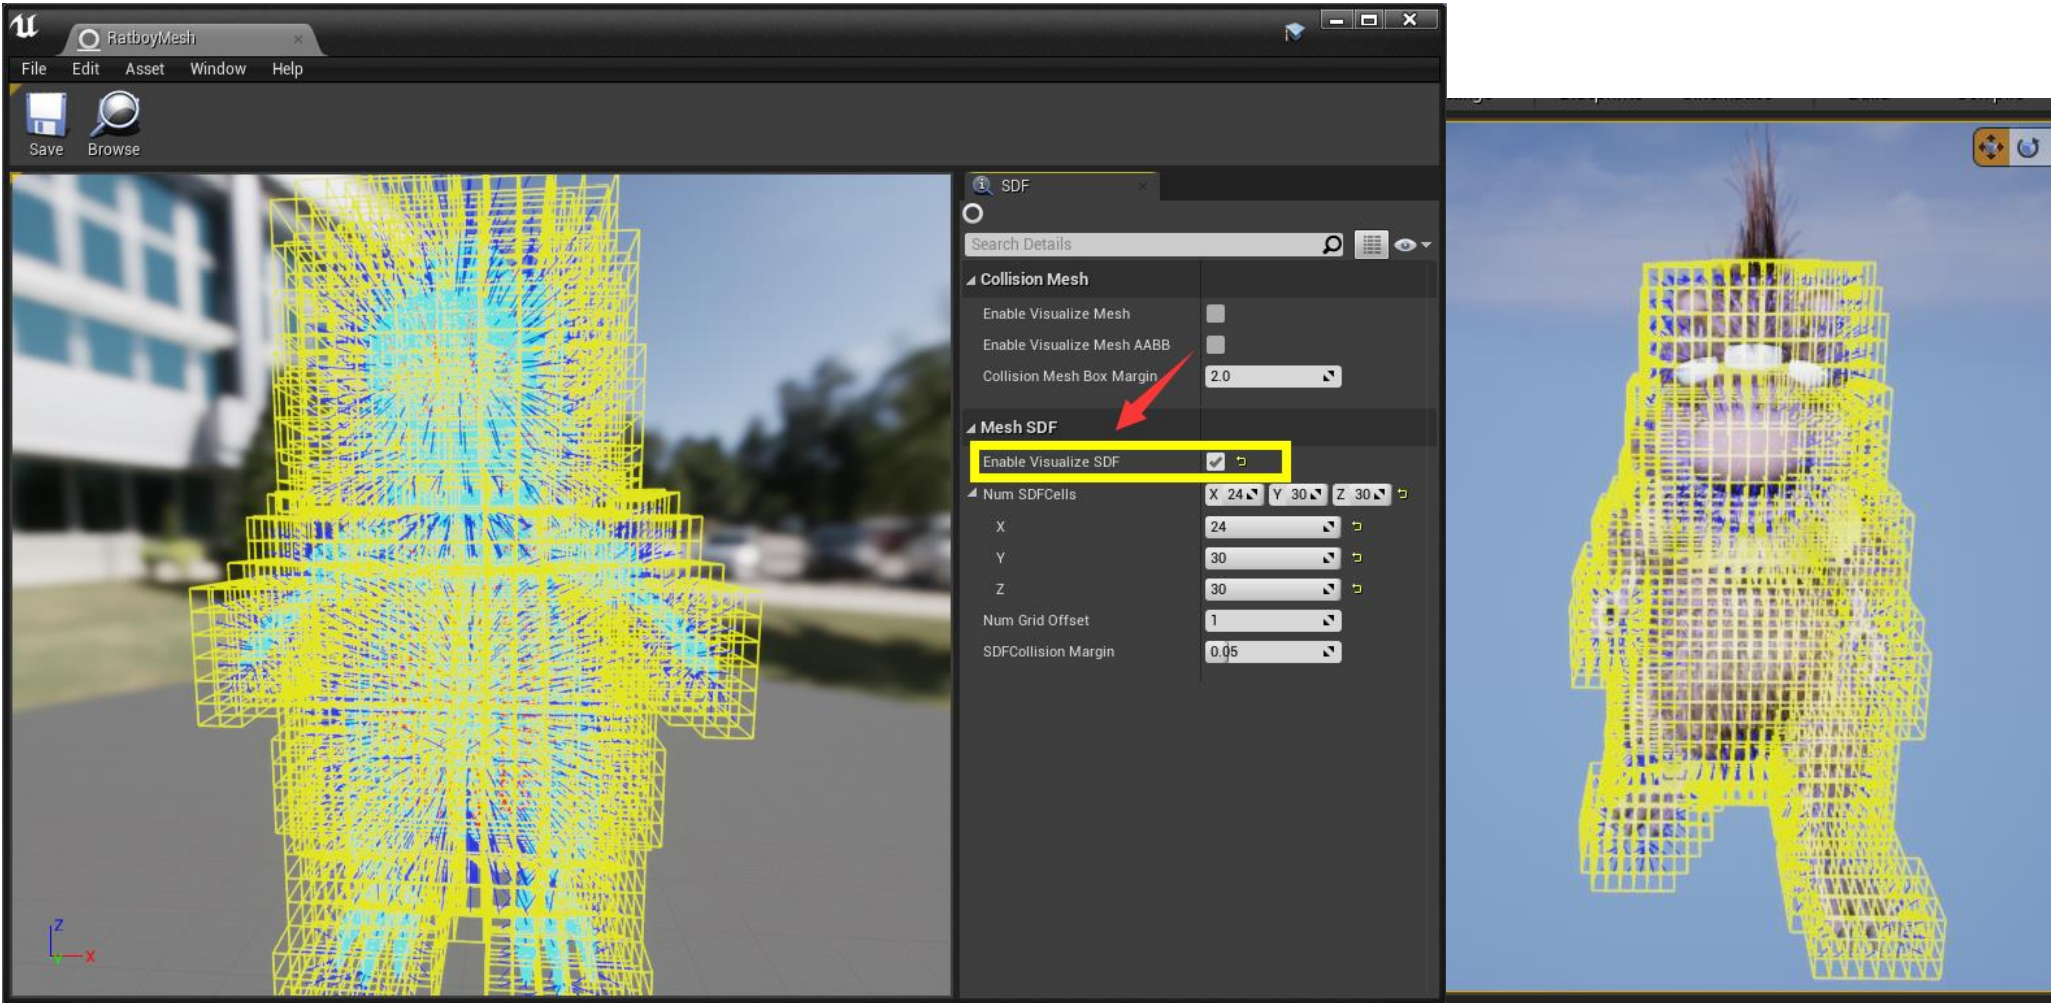 RatboyMesh
File Edit Asset Window Help
Save Browse
SDF
Search Details
Collision Mesh
Enable Visualize Mesh
Enable Visualize Mesh AABB
Collision Mesh Box Margin 2.0
Mesh SDF
Enable Visualize SDF
Num SDFCells X 24 Y 30 Z 30
X 24
Y 30
Z 30
Num Grid Offset 1
SDFCollision Margin 0.05
Z
X